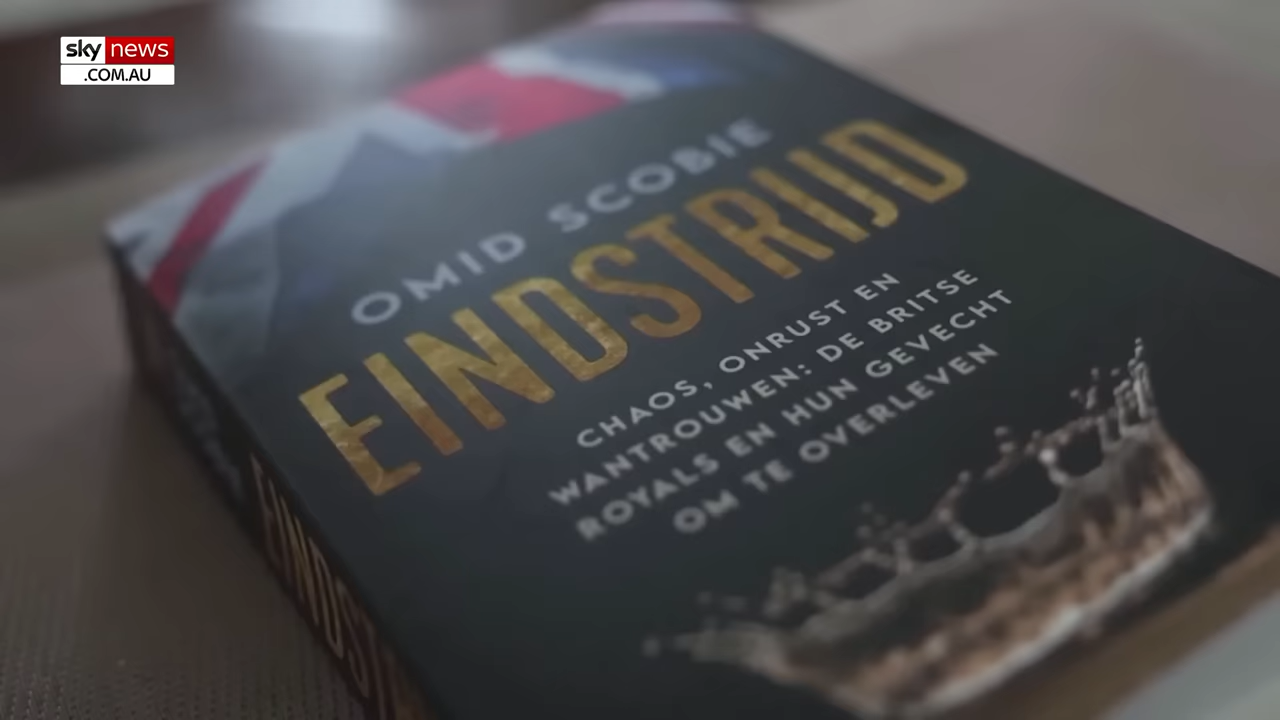 sky news
.COM.AU
OMID SCOBIE
EINDSTRIJD
CHAOS, ONRUST EN
WANTROUWEN: DE BRITSE
ROYALS EN HUN GEVECHT
OM TE OVERLEVEN
EINDST